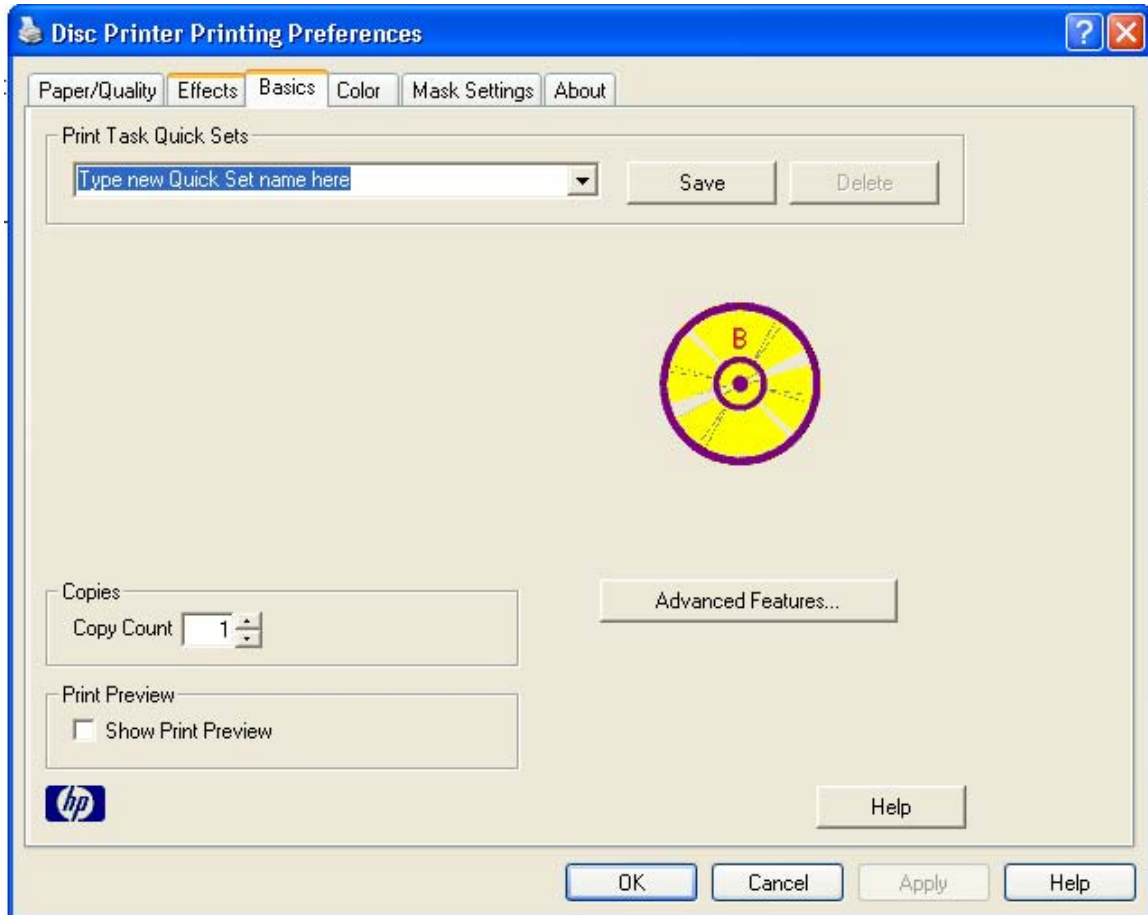 Disc Printer Printing Preferences
Paper/Quality Effects Basics Color Mask Settings About
Print Task Quick Sets
Type new Quick Set name here Save Delete
B
Copies
Copy Count 1
Advanced Features...
Print Preview
Show Print Preview
hp
Help
OK Cancel Apply Help